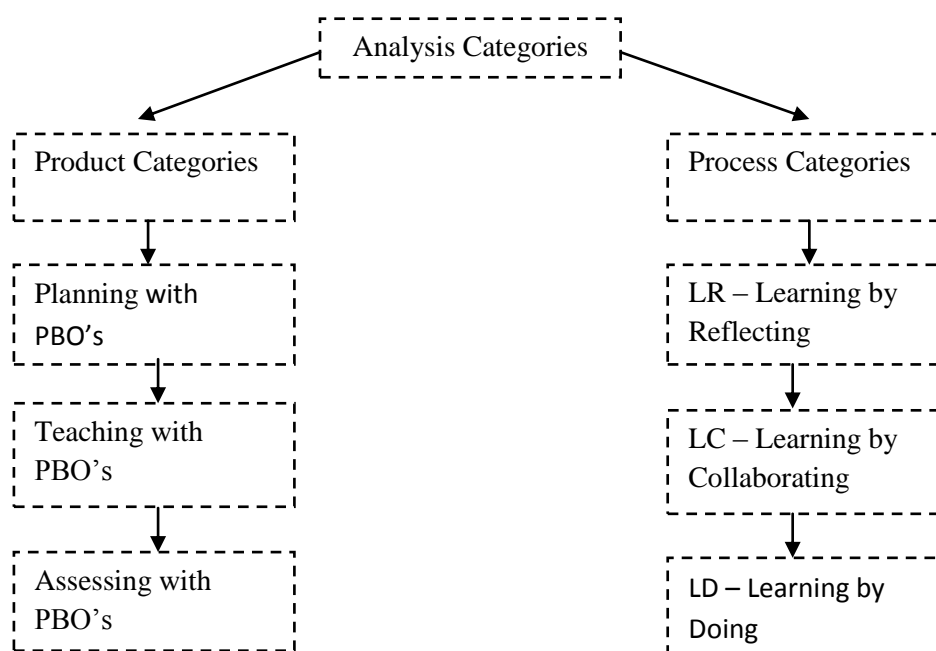 Analysis Categories
Product Categories
Process Categories
Planning with
PBO’s
LR – Learning by
Reflecting
Teaching with
PBO’s
LC – Learning by
Collaborating
Assessing with
PBO’s
LD – Learning by
Doing